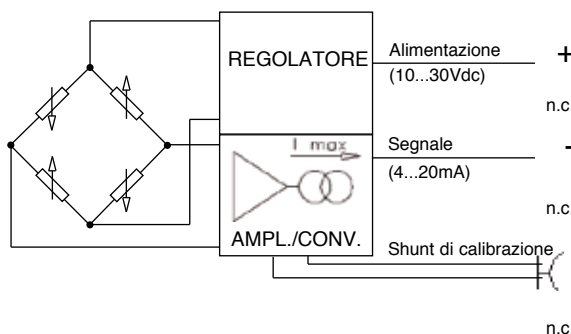 REGOLATORE
Alimentazione
(10...30Vdc)
+
n.c
I max
Segnale
(4...20mA)
-
n.c
AMPL./CONV.
Shunt di calibrazione
n.c